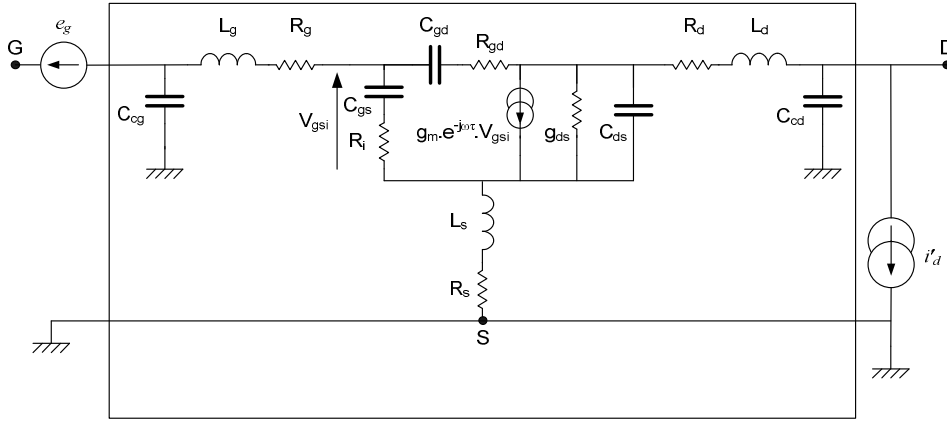 e_g
L_g
R_g
C_gd
R_gd
R_d
L_d
G
D
C_cg
V_gsi
C_gs
R_i
g_m.e^-jωτ.V_gsi
g_ds
C_ds
C_cd
L_s
R_s
i'_d
S